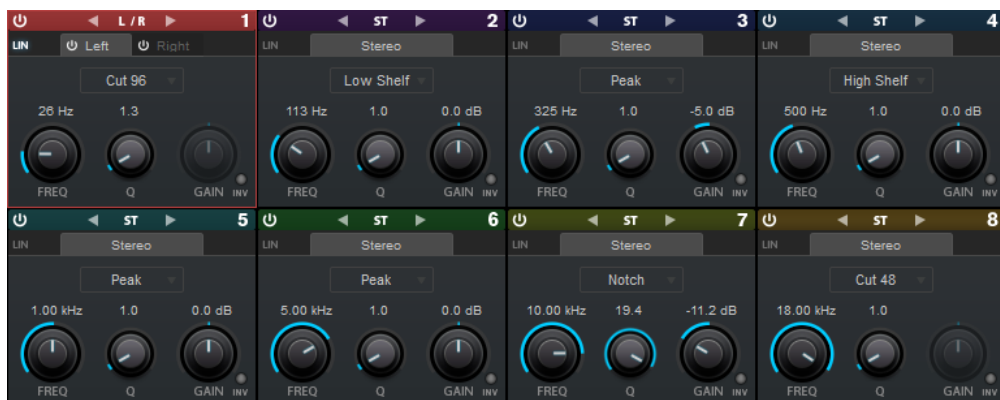 L / R 1
LIN Left Right
Cut 96
26 Hz 1.3
FREQ Q GAIN INV
ST 2
LIN Stereo
Low Shelf
113 Hz 1.0 0.0 dB
FREQ Q GAIN INV
ST 3
LIN Stereo
Peak
325 Hz 1.0 -5.0 dB
FREQ Q GAIN INV
ST 4
LIN Stereo
High Shelf
500 Hz 1.0 0.0 dB
FREQ Q GAIN INV
ST 5
LIN Stereo
Peak
1.00 kHz 1.0 0.0 dB
FREQ Q GAIN INV
ST 6
LIN Stereo
Peak
5.00 kHz 1.0 0.0 dB
FREQ Q GAIN INV
ST 7
LIN Stereo
Notch
10.00 kHz 19.4 -11.2 dB
FREQ Q GAIN INV
ST 8
LIN Stereo
Cut 48
18.00 kHz 1.0
FREQ Q GAIN INV